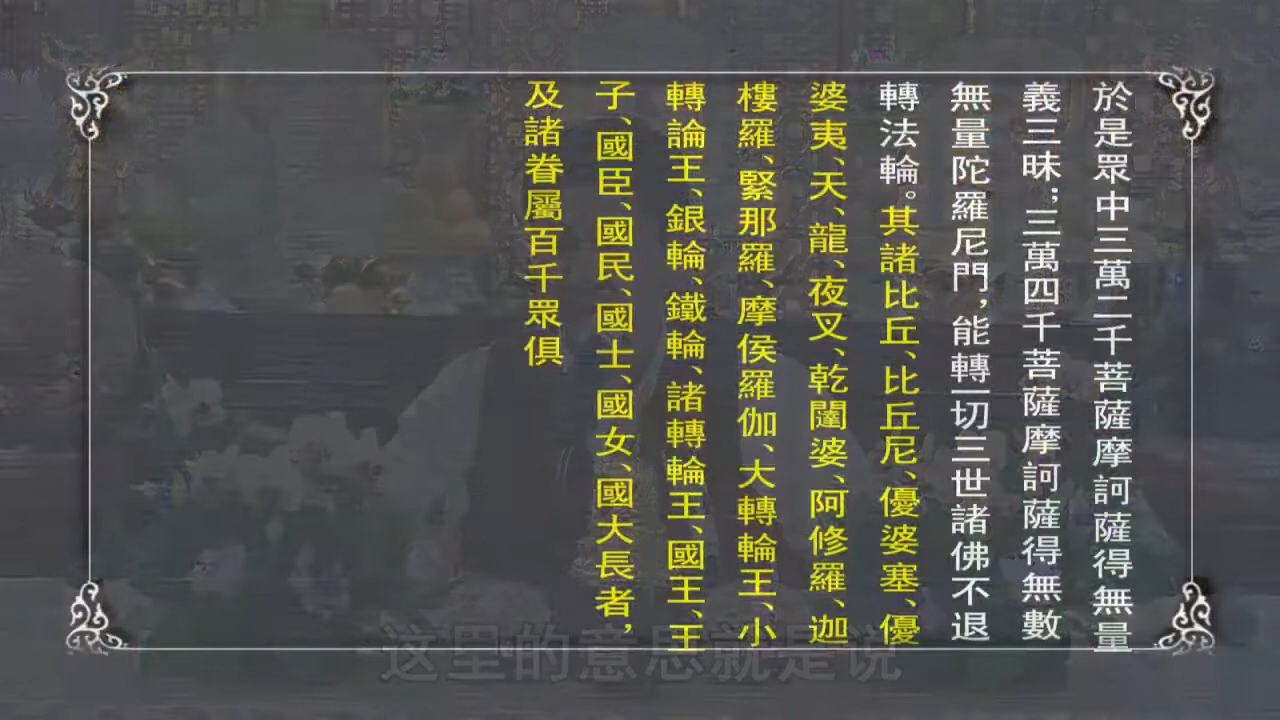 於是眾中三萬二千菩薩摩訶薩得無量
義三昧；三萬四千菩薩摩訶薩得無數
無量陀羅尼門，能轉一切三世諸佛不退
轉法輪。其諸比丘、比丘尼、優婆塞、優
婆夷、天、龍、夜叉、乾闥婆、阿修羅、迦
樓羅、緊那羅、摩侯羅伽、大轉輪王、小
轉論王、銀輪、鐵輪、諸轉輪王、國王、王
子、國臣、國民、國士、國女、國大長者，
及諸眷屬百千眾俱
这里的意思就是说